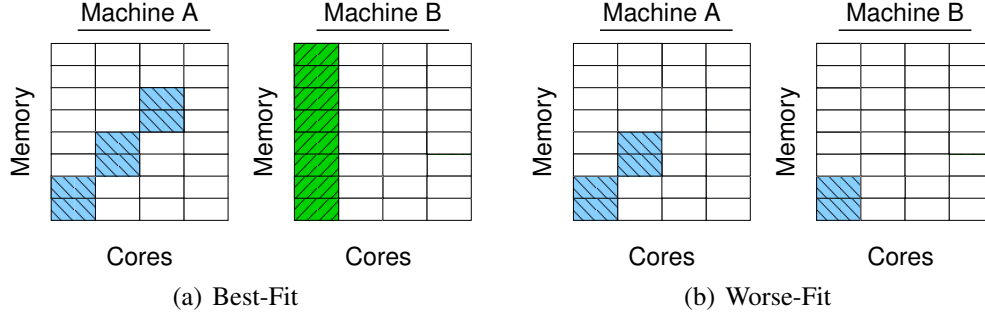 Machine A Machine B Machine A Machine B
Memory Memory Memory Memory
Cores Cores Cores Cores
(a) Best-Fit (b) Worse-Fit